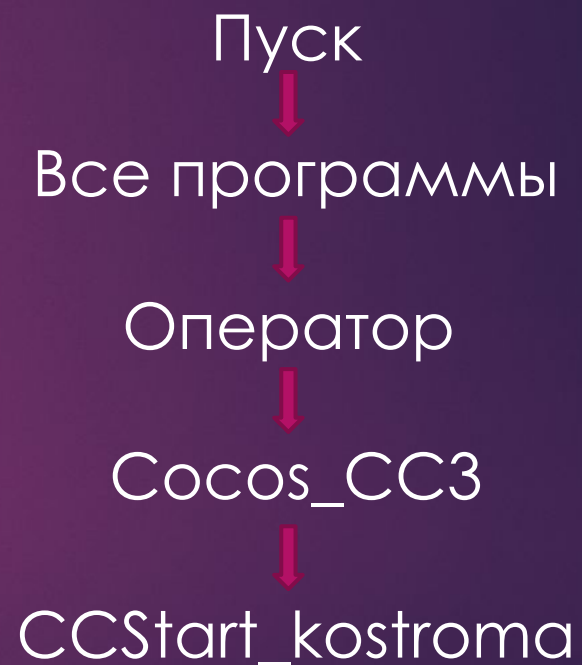 Пуск
Все программы
Оператор
Cocos_CC3
CCStart_kostroma